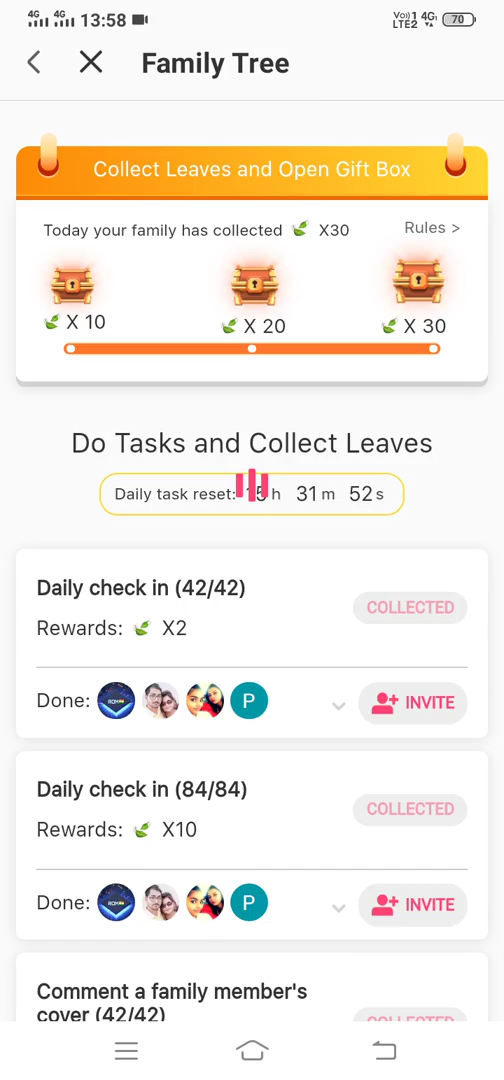 4G 4G 13:58 Vo)) 1 4G 70
LTE2
Family Tree
Collect Leaves and Open Gift Box
Today your family has collected X30 Rules >
X 10 X 20 X 30
Do Tasks and Collect Leaves
Daily task reset: 15 h 31 m 52 s
Daily check in (42/42)
COLLECTED
Rewards: X2
Done: P INVITE
Daily check in (84/84)
COLLECTED
Rewards: X10
Done: P INVITE
Comment a family member's
cover (42/42)
COLLECTED